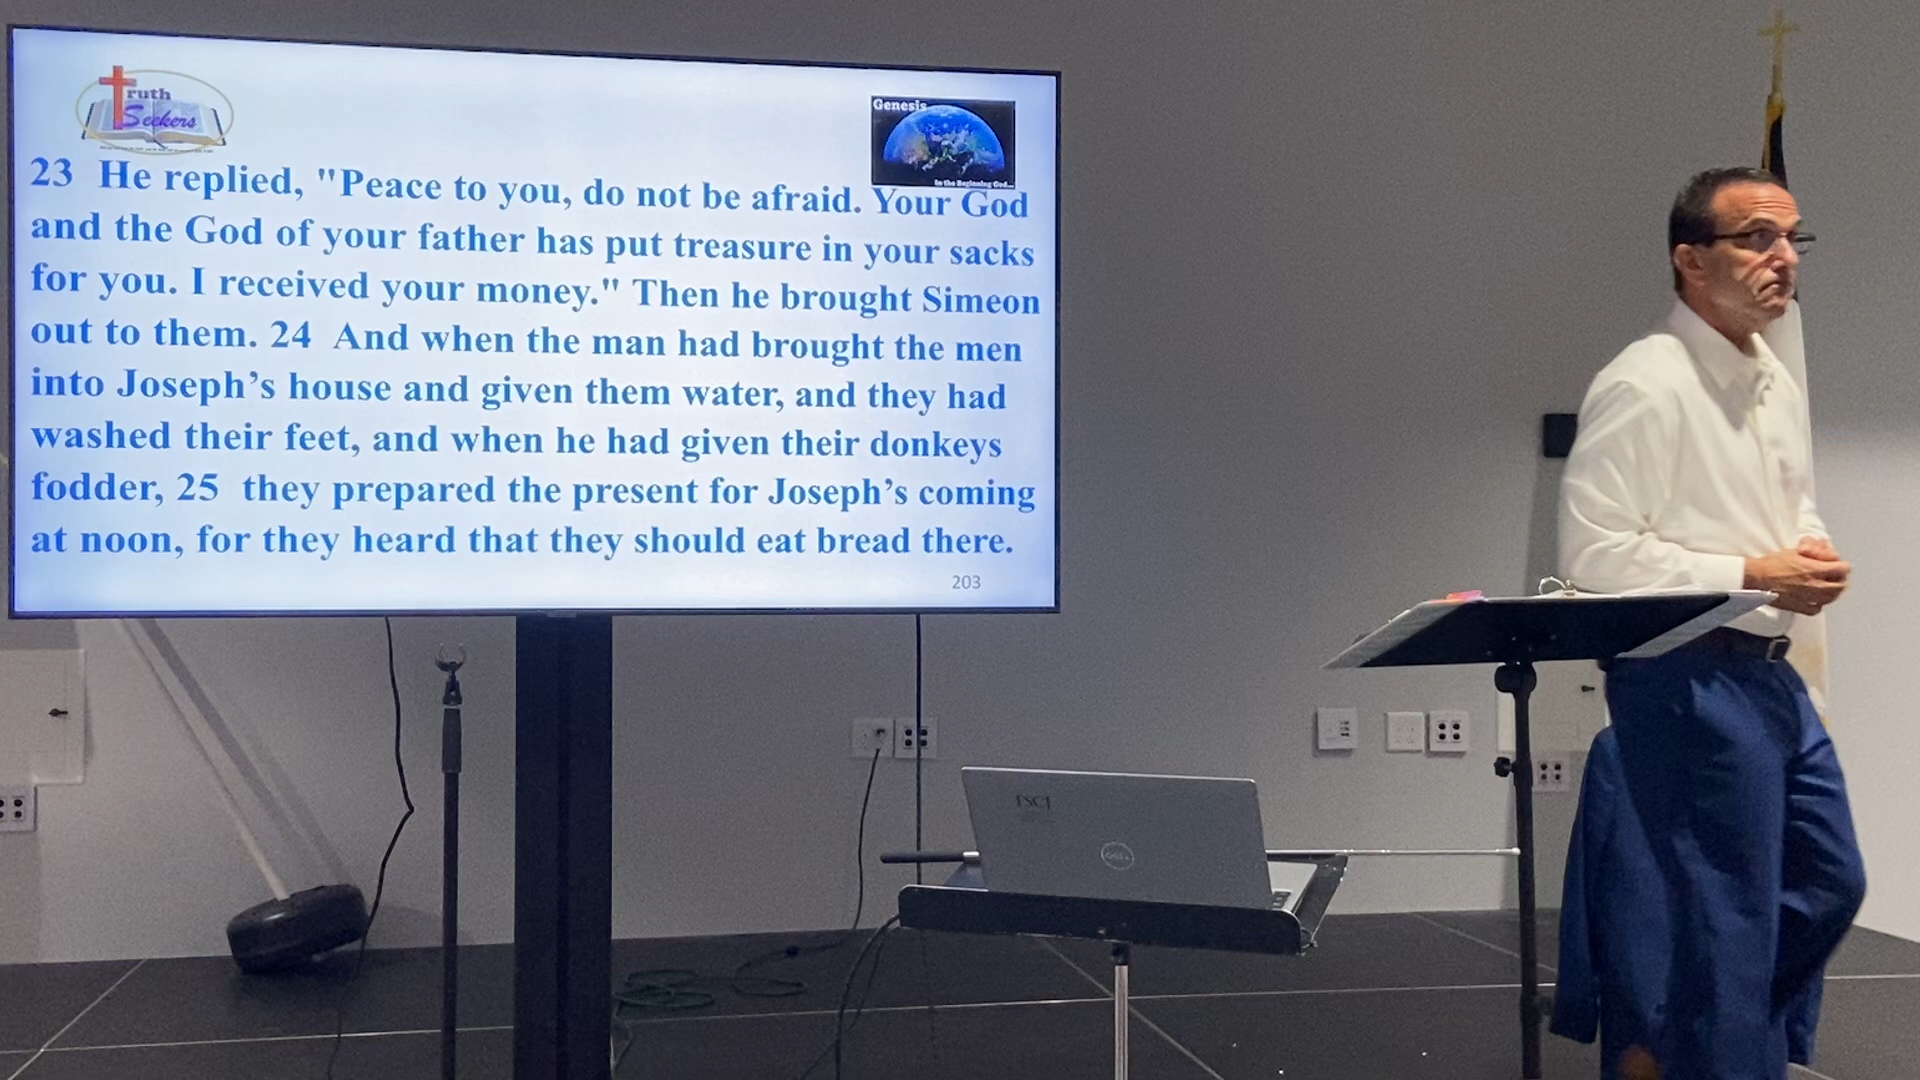 Truth
Seekers
Genesis
In the Beginning God...
23 He replied, "Peace to you, do not be afraid. Your God
and the God of your father has put treasure in your sacks
for you. I received your money." Then he brought Simeon
out to them. 24 And when the man had brought the men
into Joseph’s house and given them water, and they had
washed their feet, and when he had given their donkeys
fodder, 25 they prepared the present for Joseph’s coming
at noon, for they heard that they should eat bread there.
203
DELL